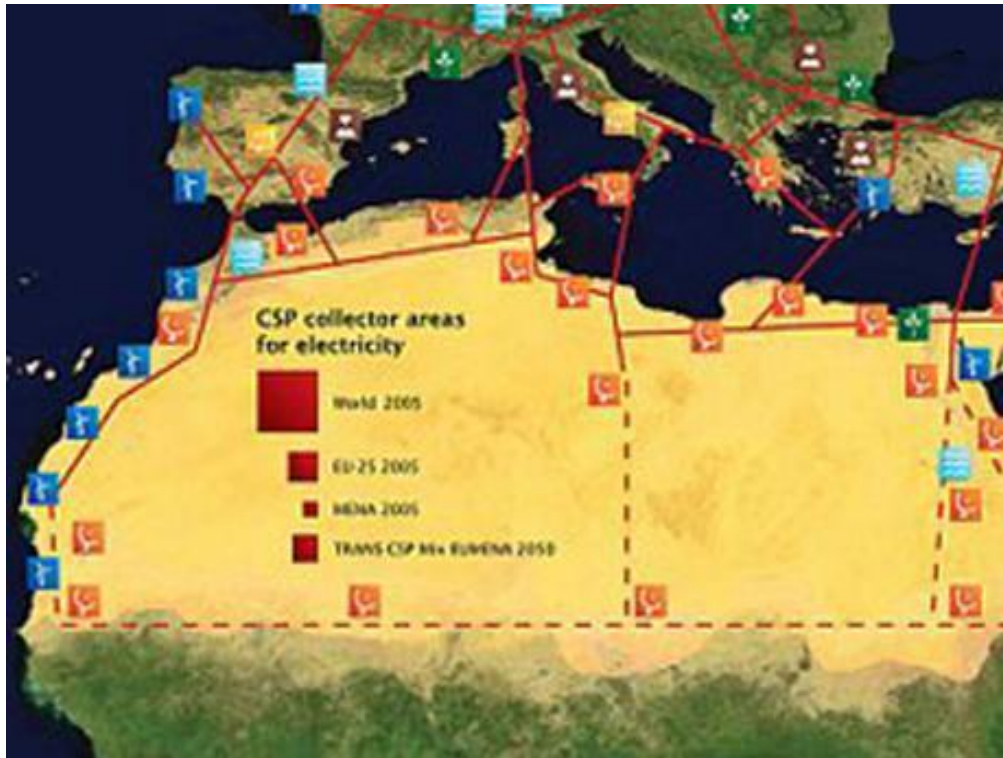 CSP collector areas
for electricity
World 2005
EU-25 2005
MENA 2005
TRANS CSP Mix EUMENA 2050